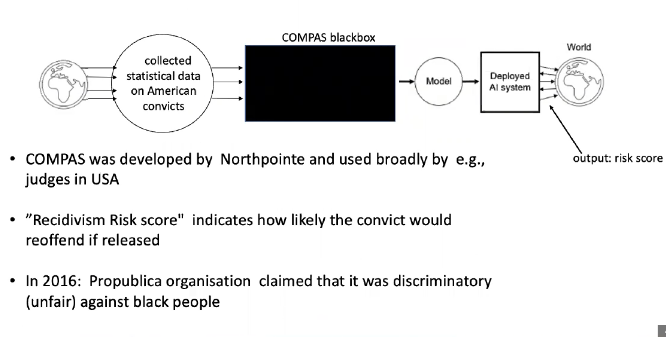 COMPAS blackbox
World
collected
statistical data
on American
convicts
Model
Deployed
AI system
output: risk score
• COMPAS was developed by Northpointe and used broadly by e.g.,
judges in USA
• ”Recidivism Risk score" indicates how likely the convict would
reoffend if released
• In 2016: Propublica organisation claimed that it was discriminatory
(unfair) against black people